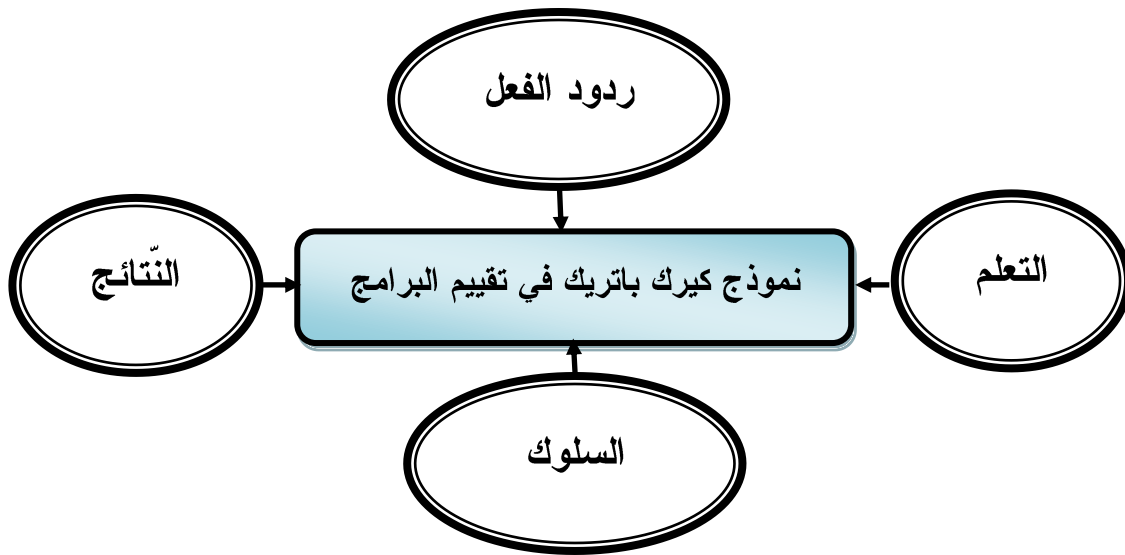 ردود الفعل
التعلم
نموذج كيرك باتريك في تقييم البرامج
النّتائج
السلوك